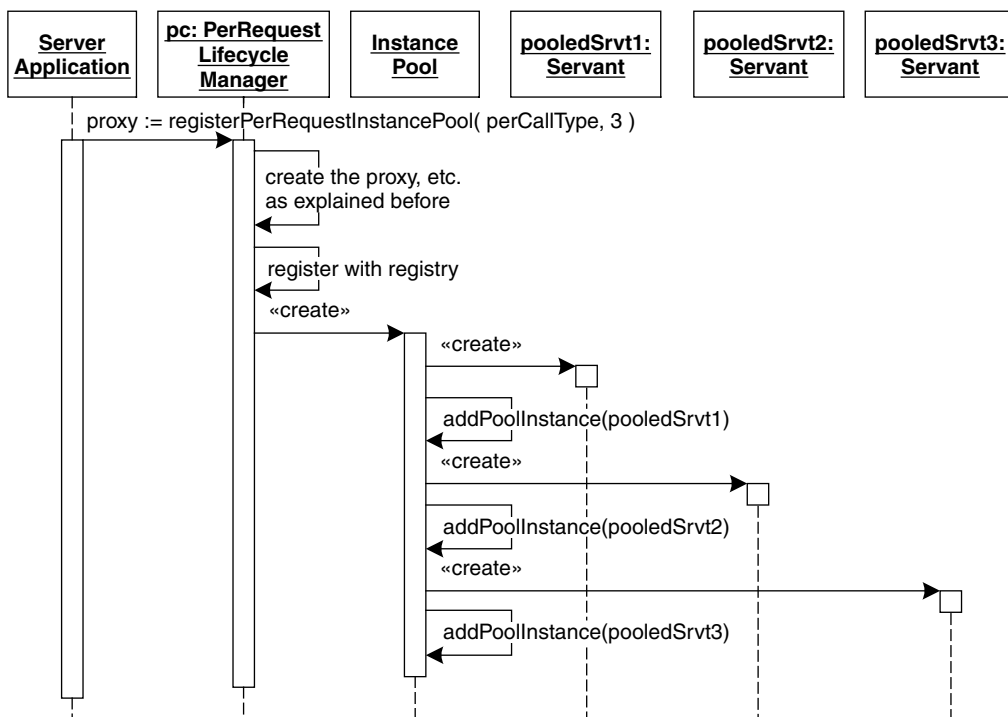 Server
Application
pc: PerRequest
Lifecycle
Manager
Instance
Pool
pooledSrvt1:
Servant
pooledSrvt2:
Servant
pooledSrvt3:
Servant
proxy := registerPerRequestInstancePool( perCallType, 3 )
create the proxy, etc.
as explained before
register with registry
«create»
«create»
addPoolInstance(pooledSrvt1)
«create»
addPoolInstance(pooledSrvt2)
«create»
addPoolInstance(pooledSrvt3)